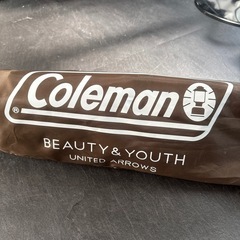 Coleman
®
BEAUTY & YOUTH
UNITED ARROWS